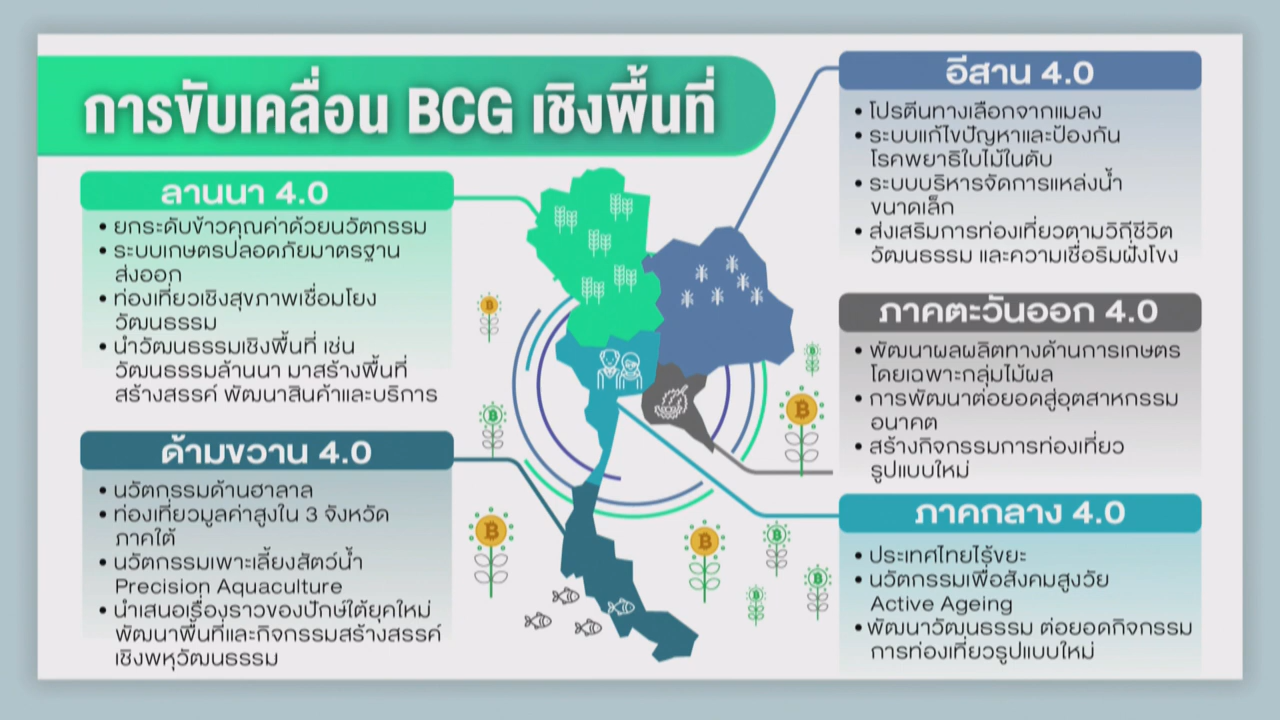 การขับเคลื่อน BCG เชิงพื้นที่
ลานนา 4.0
• ยกระดับข้าวคุณค่าด้วยนวัตกรรม
• ระบบเกษตรปลอดภัยมาตรฐาน
ส่งออก
• ท่องเที่ยวเชิงสุขภาพเชื่อมโยง
วัฒนธรรม
• นำวัฒนธรรมเชิงพื้นที่ เช่น
วัฒนธรรมล้านนา มาสร้างพื้นที่
สร้างสรรค์ พัฒนาสินค้าและบริการ
ด้ามขวาน 4.0
• นวัตกรรมด้านฮาลาล
• ท่องเที่ยวมูลค่าสูงใน 3 จังหวัด
ภาคใต้
• นวัตกรรมเพาะเลี้ยงสัตว์น้ำ
Precision Aquaculture
• นำเสนอเรื่องราวของปักษ์ใต้ยุคใหม่
พัฒนาพื้นที่และกิจกรรมสร้างสรรค์
เชิงพหุวัฒนธรรม
อีสาน 4.0
• โปรตีนทางเลือกจากแมลง
• ระบบแก้ไขปัญหาและป้องกัน
โรคพยาธิใบไม้ในตับ
• ระบบบริหารจัดการแหล่งน้ำ
ขนาดเล็ก
• ส่งเสริมการท่องเที่ยวตามวิถีชีวิต
วัฒนธรรม และความเชื่อริมฝั่งโขง
ภาคตะวันออก 4.0
• พัฒนาผลผลิตทางด้านการเกษตร
โดยเฉพาะกลุ่มไม้ผล
• การพัฒนาต่อยอดสู่อุตสาหกรรม
อนาคต
• สร้างกิจกรรมการท่องเที่ยว
รูปแบบใหม่
ภาคกลาง 4.0
• ประเทศไทยไร้ขยะ
• นวัตกรรมเพื่อสังคมสูงวัย
Active Ageing
• พัฒนาวัฒนธรรม ต่อยอดกิจกรรม
การท่องเที่ยวรูปแบบใหม่